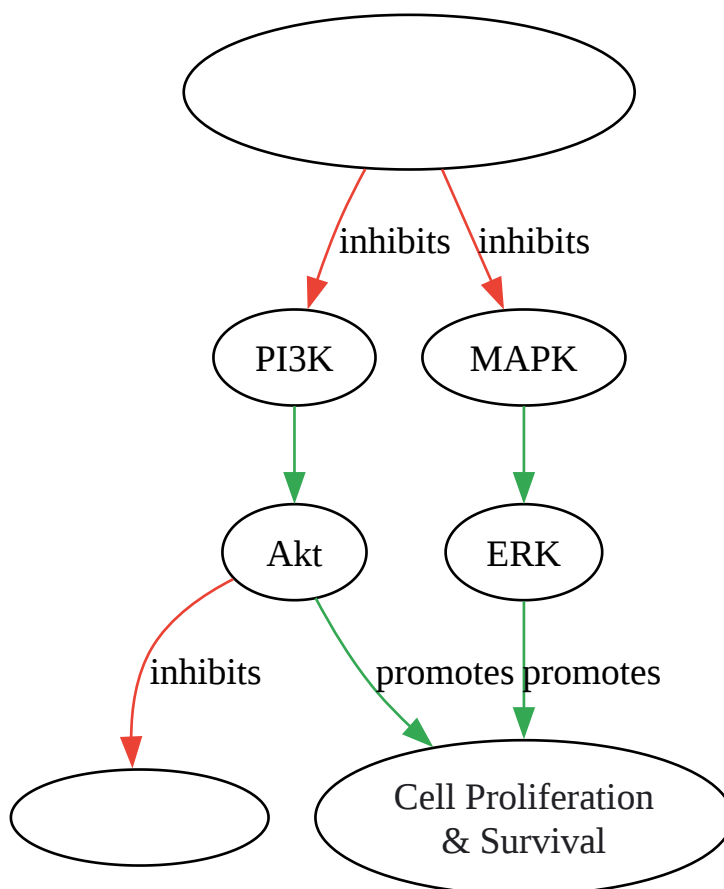 inhibits inhibits
PI3K MAPK
Akt ERK
inhibits promotes promotes
Cell Proliferation
& Survival